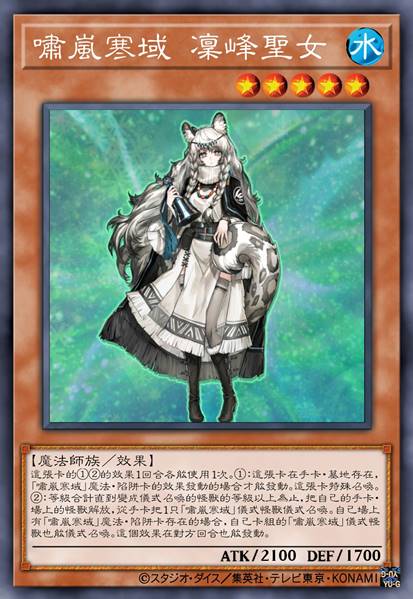 嘯嵐寒域 凜峰聖女 水
【魔法師族／效果】
這張卡的①②的效果1回合各能使用1次。①：這張卡在手卡·墓地存在，
「嘯嵐寒域」魔法·陷阱卡的效果發動的場合才能發動。這張卡特殊召喚。
②：等級合計直到變成儀式召喚的怪獸的等級以上為止，把自己的手卡·
場上的怪獸解放，從手卡把1只「嘯嵐寒域」儀式怪獸儀式召喚。自己場上
有「嘯嵐寒域」魔法·陷阱卡存在的場合，自己卡組的「嘯嵐寒域」儀式怪
獸也能儀式召喚。這個效果在對方回合也能發動。
ATK/2100 DEF/1700
©スタジオ・ダイス／集英社・テレビ東京・KONAMI